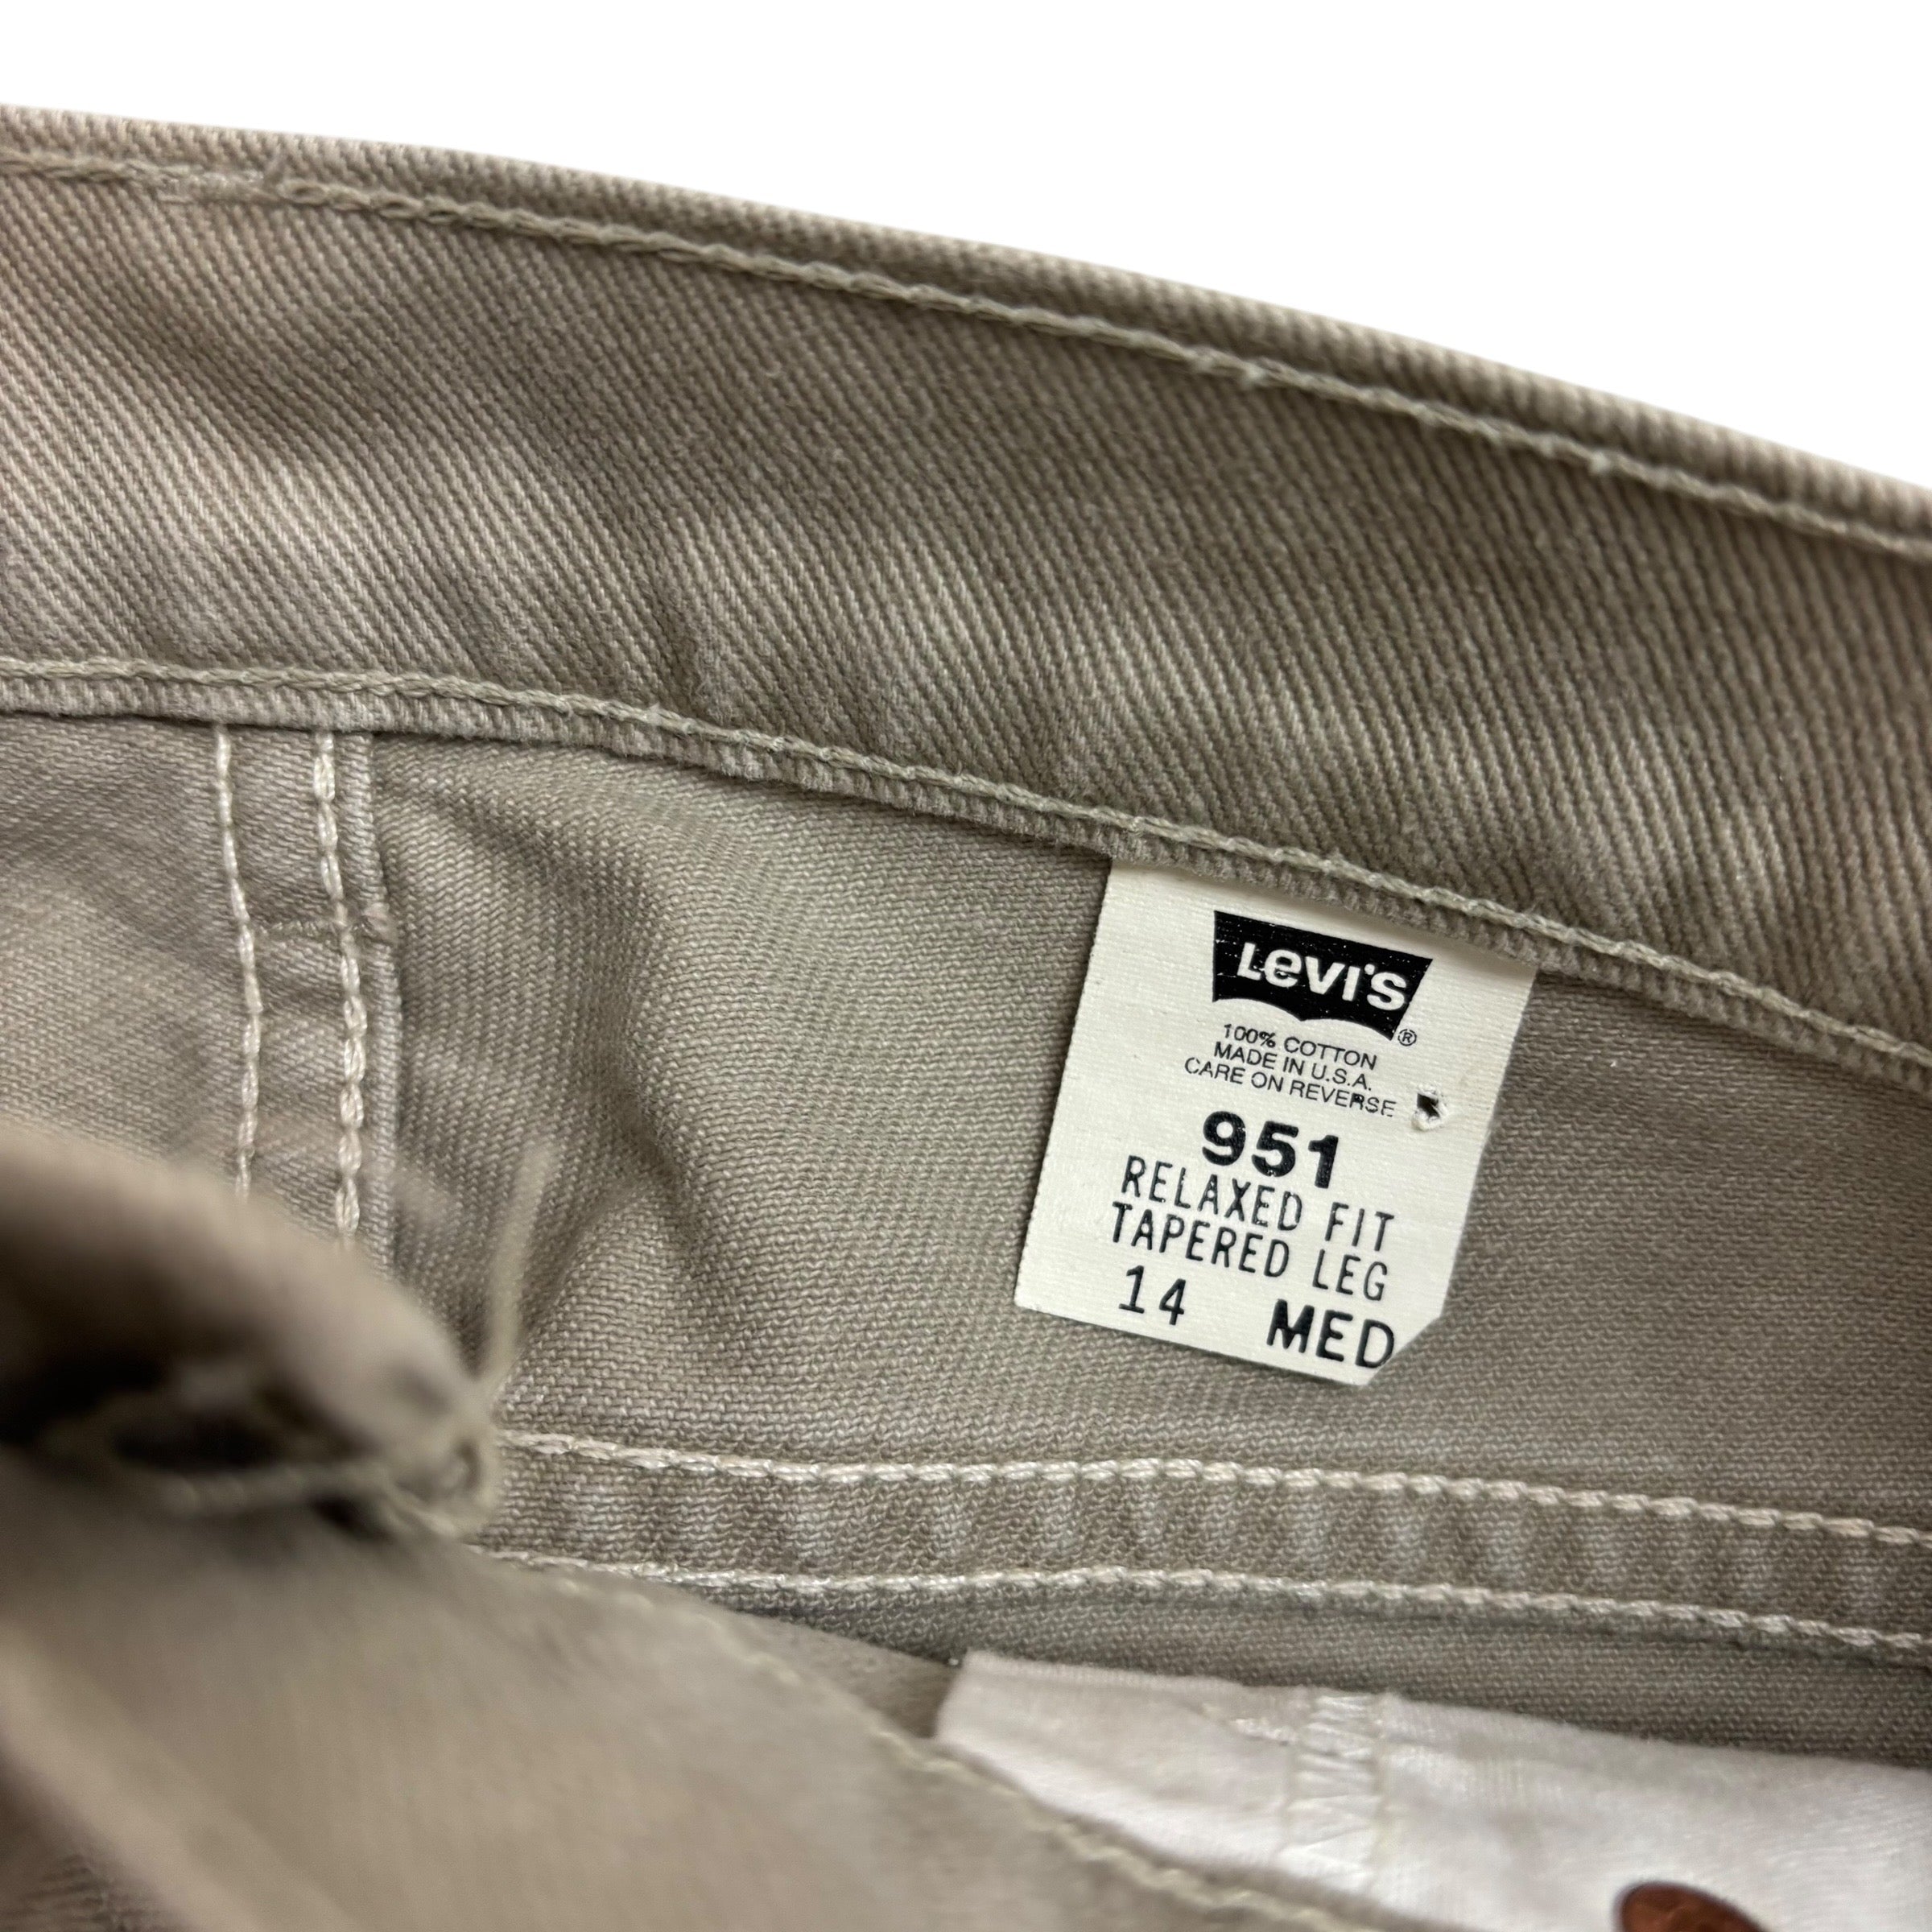 Levi's
®
100% COTTON
MADE IN U.S.A.
CARE ON REVERSE
951
RELAXED FIT
TAPERED LEG
14 MED